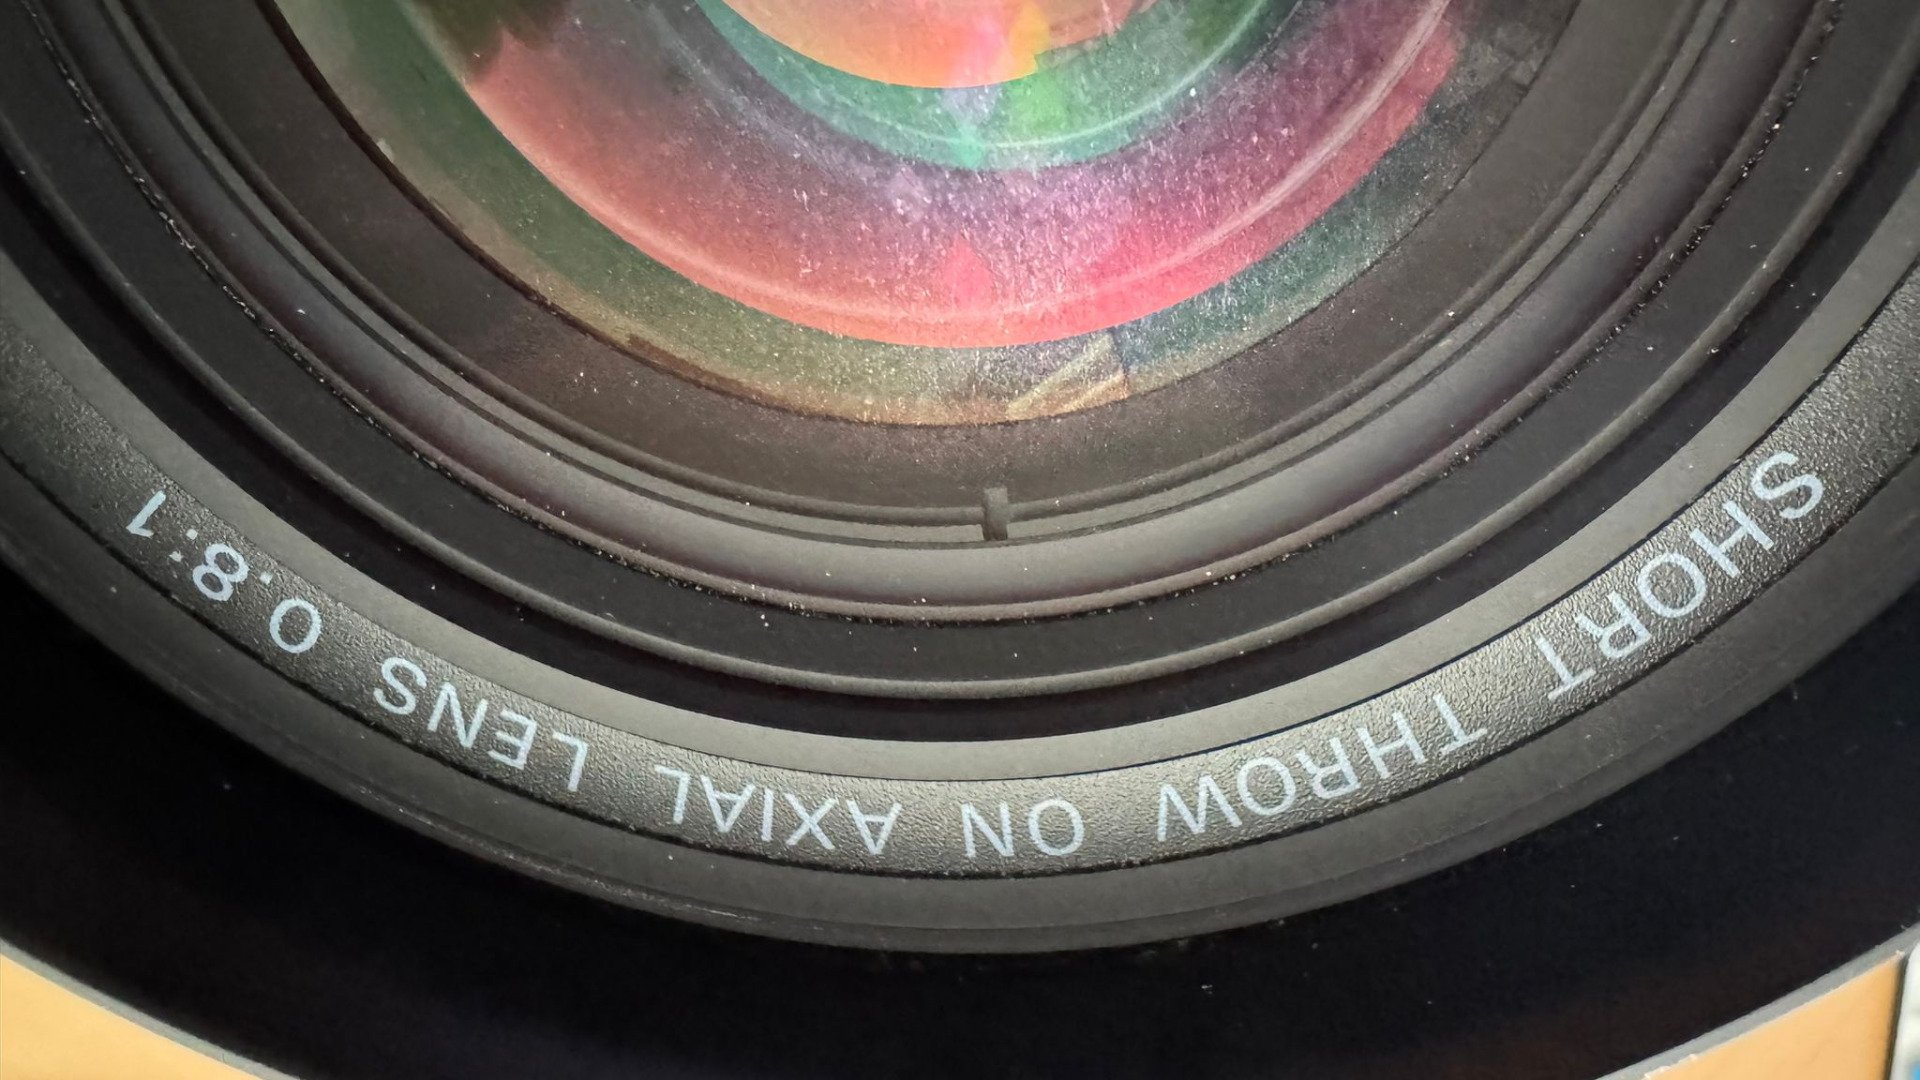 SHORT THROW ON AXIAL LENS 0.8:1